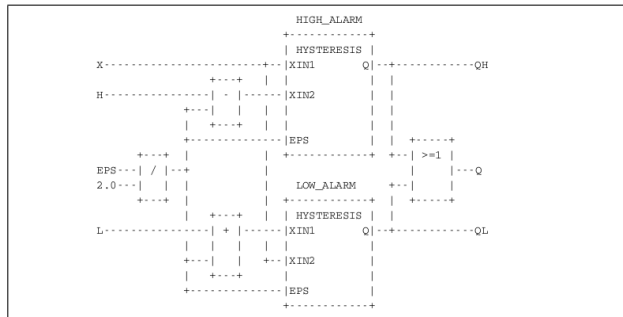 HIGH_ALARM
+------------+
| HYSTERESIS |
X------------------------+--|XIN1 Q|--+----------QH
+---+ | | | |
H----------------| - |------|XIN2 | |
+---| | | | | |
| +---+ | | | |
+--------------|EPS | | +-----+
+---+ | | +------------+ +--| >=1 |
EPS---| / |--+ | | |---Q
2.0---| | | | LOW_ALARM +--| |
+---+ | | +------------+ | +-----+
| +---+ | | HYSTERESIS | |
L----------------| + |------|XIN1 Q|--+----------QL
| | | | | |
+---| | +--|XIN2 |
| +---+ | |
+--------------|EPS |
+------------+